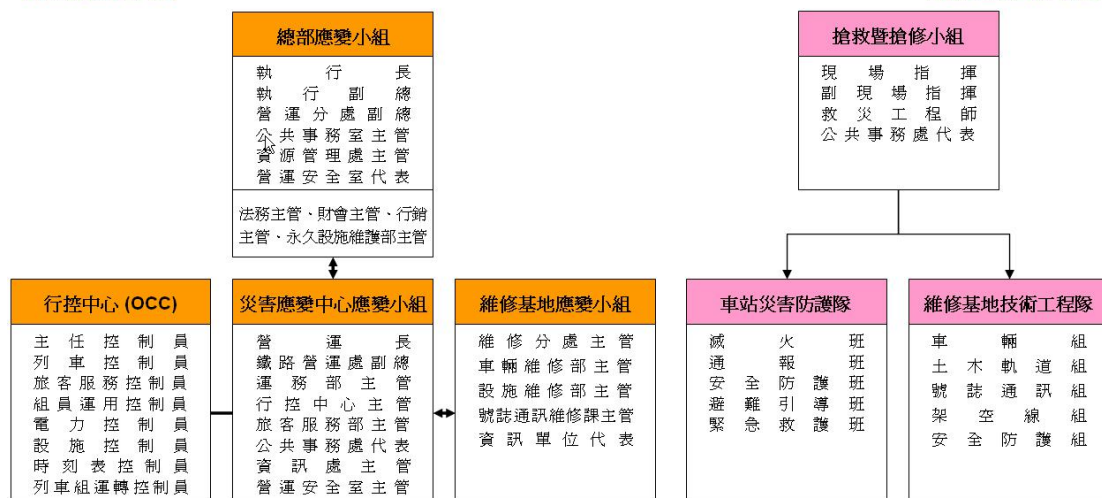 總部應變小組
執行長
執行副總
營運分處副總
公共事務室主管
資源管理處主管
營運安全室代表
法務主管、財會主管、行銷
主管、永久設施維護部主管
搶救暨搶修小組
現場指揮
副現場指揮
救災工程師
公共事務處代表
行控中心 (OCC)
主任控制員
列車控制員
旅客服務控制員
組員運用控制員
電力控制員
設施控制員
時刻表控制員
列車組運轉控制員
災害應變中心應變小組
營運長
鐵路營運處副總
運務部主管
行控中心主管
旅客服務部主管
公共事務處代表
資訊處主管
營運安全室主管
維修基地應變小組
維修分處主管
車輛維修部主管
設施維修部主管
號誌通訊維修課主管
資訊單位代表
車站災害防護隊
滅火班
通報班
安全防護班
避難引導班
緊急救護班
維修基地技術工程隊
車輛組
土木軌道組
號誌通訊組
架空線組
安全防護組